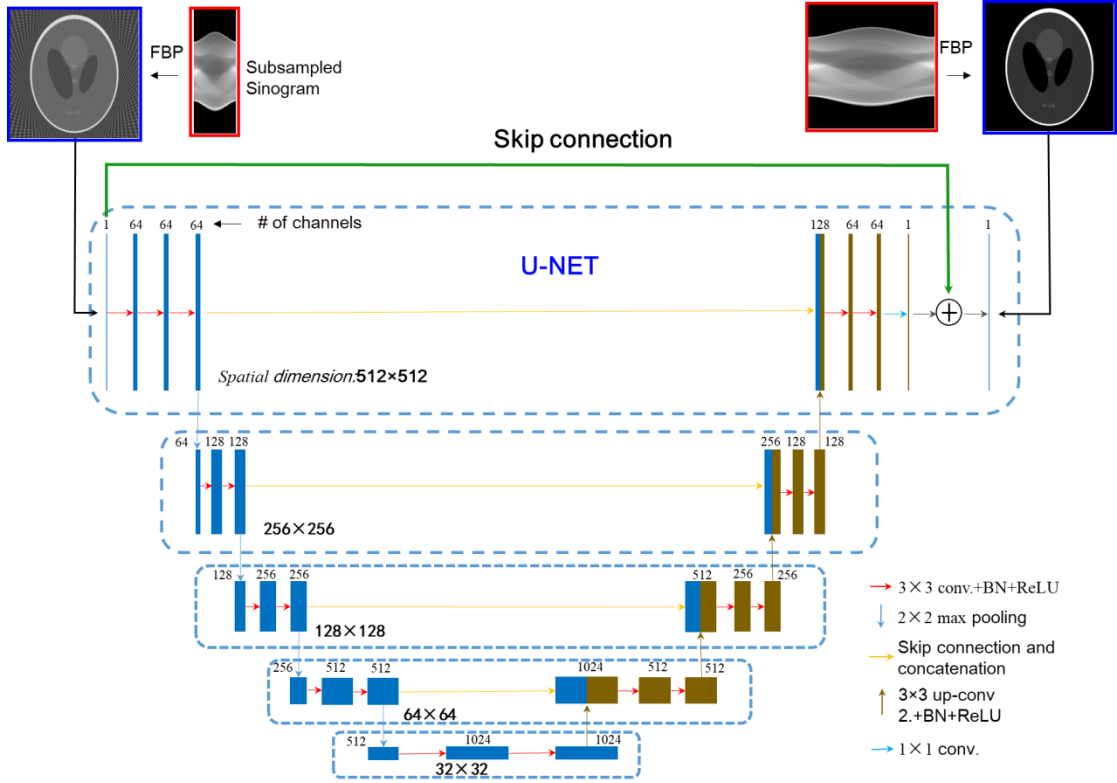 FBP
Subsampled
Sinogram
FBP
Skip connection
1 64 64 64
# of channels
128 64 64 1 1
U-NET
Spatial dimension:512×512
64 128 128
256 128 128
256×256
128 256 256
512 256 256
128×128
256 512 512
1024 512 512
64×64
512 1024 1024
32×32
3×3 conv.+BN+ReLU
2×2 max pooling
Skip connection and
concatenation
3×3 up-conv
2.+BN+ReLU
1×1 conv.